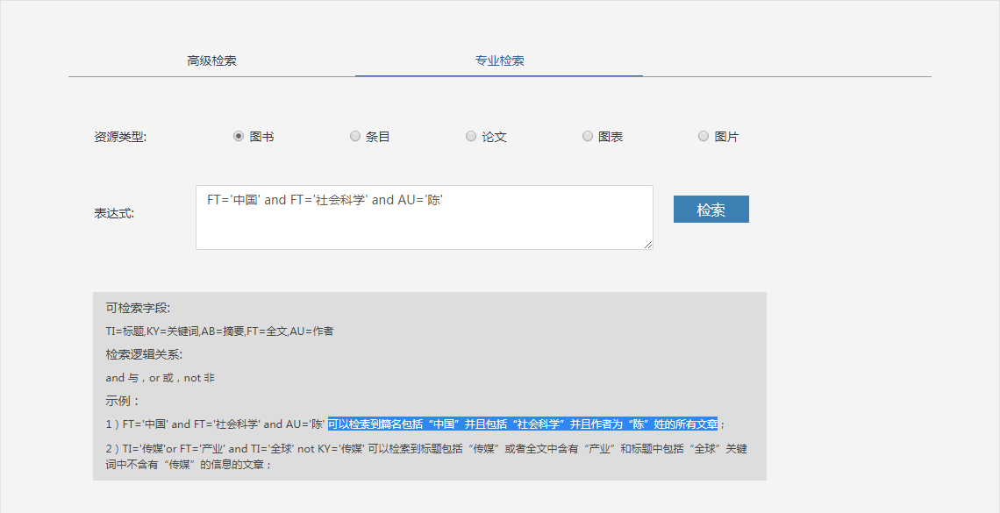 高级检索
专业检索
资源类型:
图书
条目
论文
图表
图片
表达式:
FT='中国' and FT='社会科学' and AU='陈'
检索
可检索字段:
TI=标题,KY=关键词,AB=摘要,FT=全文,AU=作者
检索逻辑关系:
and 与，or 或，not 非
示例：
1）FT='中国' and FT='社会科学' and AU='陈' 可以检索到篇名包括“中国”并且包括“社会科学”并且作者为“陈”姓的所有文章；
2）TI='传媒'or FT='产业' and TI='全球' not KY='传媒' 可以检索到标题包括“传媒”或者全文中含有“产业”和标题中包括“全球”关键
词中不含有“传媒”的信息的文章；